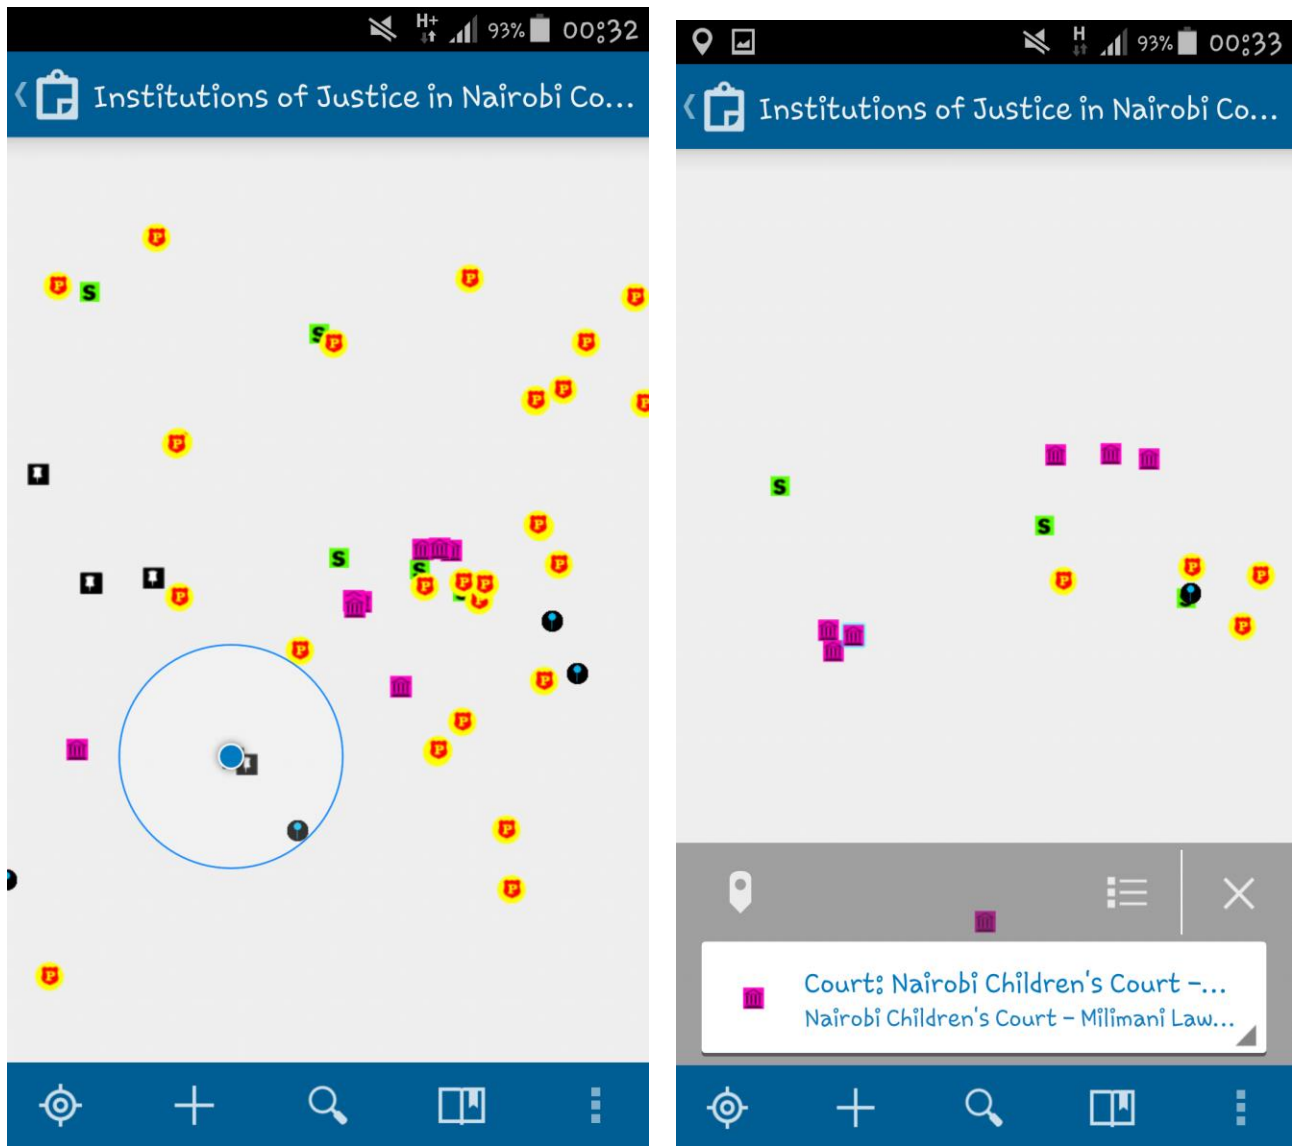 H+ 93% 00:32
Institutions of Justice in Nairobi Co...
P
P
S
P
P
S
P
P
P
P
P
P
P
S
P
S
P
P
P
P
P
P
P
P
P
P
P
P
H 93% 00:33
Institutions of Justice in Nairobi Co...
S
S
P
P
P
S
P
Court: Nairobi Children's Court –...
Nairobi Children's Court – Milimani Law...